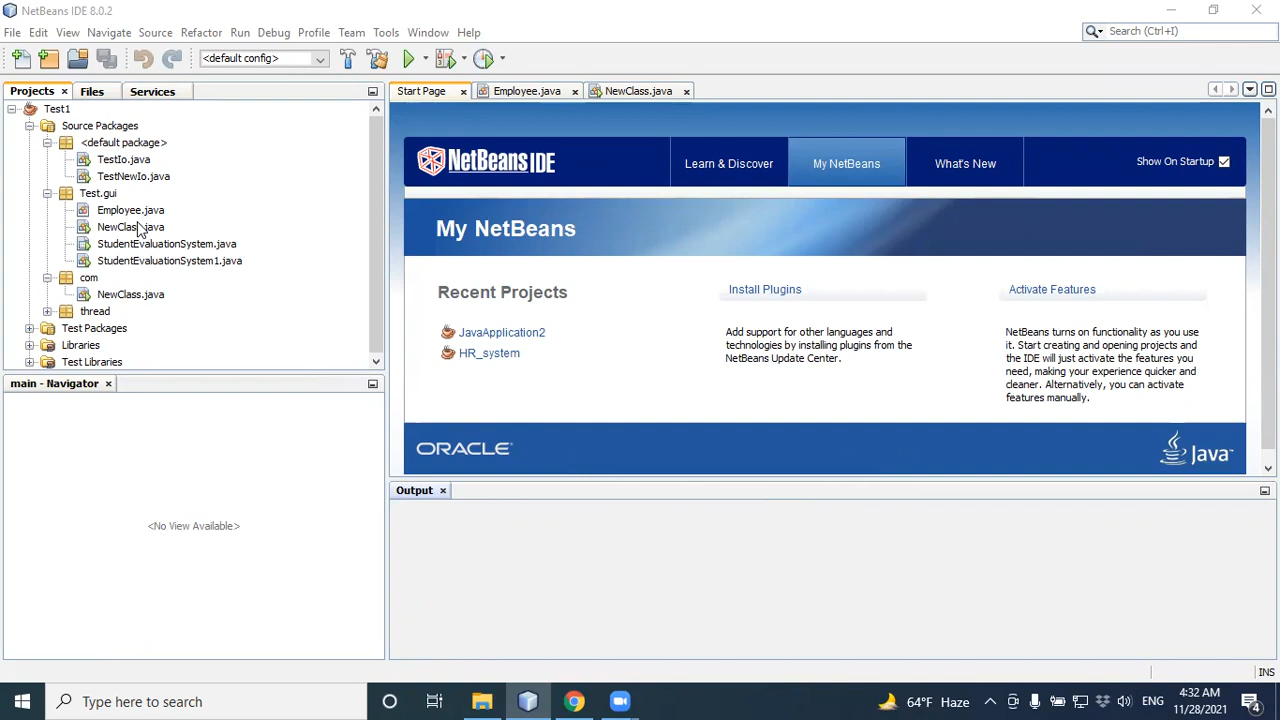 NetBeans IDE 8.0.2
File Edit View Navigate Source Refactor Run Debug Profile Team Tools Window Help
Search (Ctrl+I)
<default config>
Projects Files Services
Start Page Employee.java NewClass.java
Test1
Source Packages
<default package>
TestIo.java
TestNewIo.java
Test.gui
Employee.java
NewClass.java
StudentEvaluationSystem.java
StudentEvaluationSystem1.java
com
NewClass.java
thread
Test Packages
Libraries
Test Libraries
NetBeans IDE
Learn & Discover My NetBeans What's New
Show On Startup
My NetBeans
Recent Projects
JavaApplication2
HR_system
Install Plugins
Add support for other languages and
technologies by installing plugins from the
NetBeans Update Center.
Activate Features
NetBeans turns on functionality as you use
it. Start creating and opening projects and
the IDE will just activate the features you
need, making your experience quicker and
cleaner. Alternatively, you can activate
features manually.
ORACLE
Java
main - Navigator
<No View Available>
Output
INS
Type here to search
64°F Haze
ENG
4:32 AM
11/28/2021
4